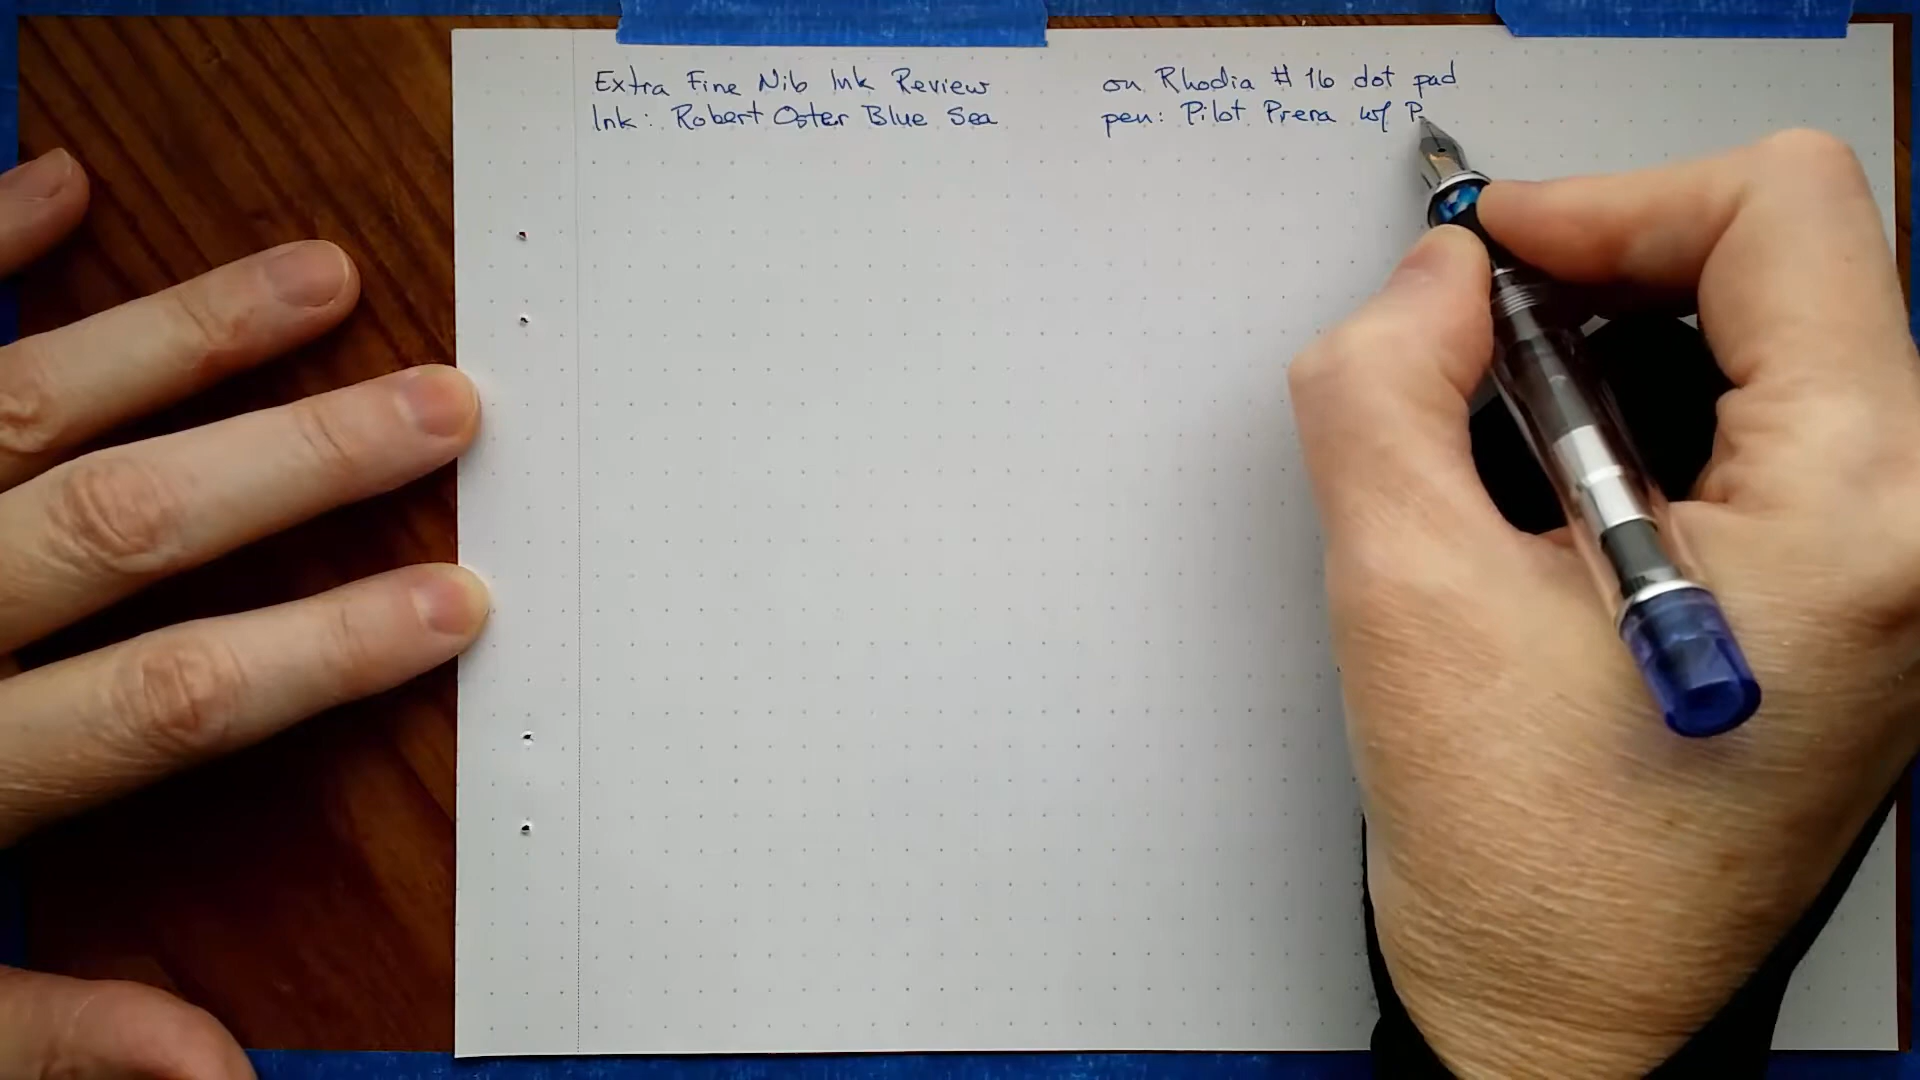 Extra Fine Nib Ink Review
Ink: Robert Oster Blue Sea
on Rhodia # 16 dot pad
pen: Pilot Prera w/ P